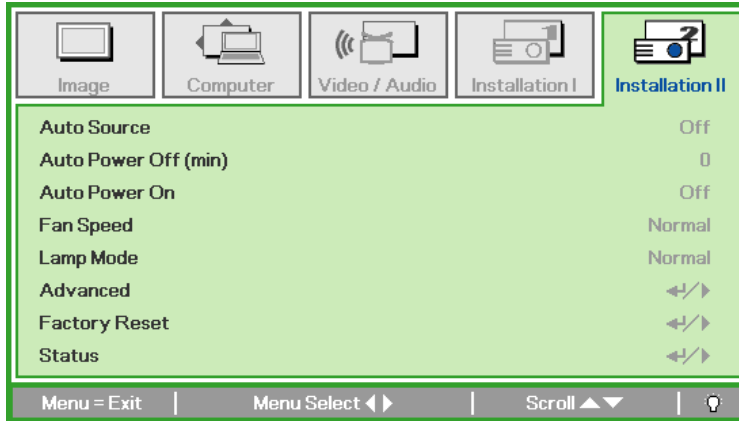 Image Computer Video / Audio Installation I Installation II
Auto Source Off
Auto Power Off (min) 0
Auto Power On Off
Fan Speed Normal
Lamp Mode Normal
Advanced
Factory Reset
Status
Menu = Exit Menu Select Scroll